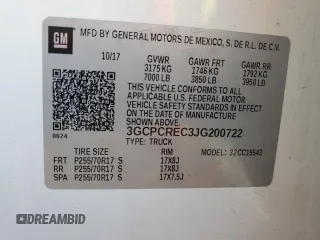 GM
MFD BY GENERAL MOTORS DE MEXICO, S. DE R.L. DE C.V.
10/17 GVWR GAWR FRT GAWR RR
3175 KG 1746 KG 1792 KG
7000 LB 3850 LB 3950 LB
THIS VEHICLE CONFORMS TO ALL
APPLICABLE U.S. FEDERAL MOTOR
VEHICLE SAFETY STANDARDS IN EFFECT
ON THE DATE OF MANUFACTURE SHOWN ABOVE.
3GCPCREC3JG200722
8624 TYPE: TRUCK MODEL:
TIRE SIZE RIM
FRT P255/70R17 S 17X8J
RR P255/70R17 S 17X8J
SPA P255/70R17 S 17X7.5J
DREAMBID